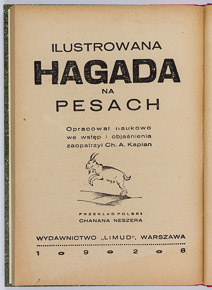 ILUSTROWANA
HAGADA
NA
PESACH
Opracował naukowo
we wstęp i objaśnienia
zaopatrzył Ch. A. Kaplan
PRZEKŁAD POLSKI
CHANANA NESZERA
WYDAWNICTWO „LIMUD", WARSZAWA
1 • 9 • 2 • 8